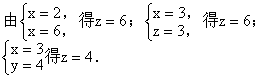 由{x=2, x=6, 得z=6; {x=3, z=3, 得z=6;
{x=3 y=4 得z=4.